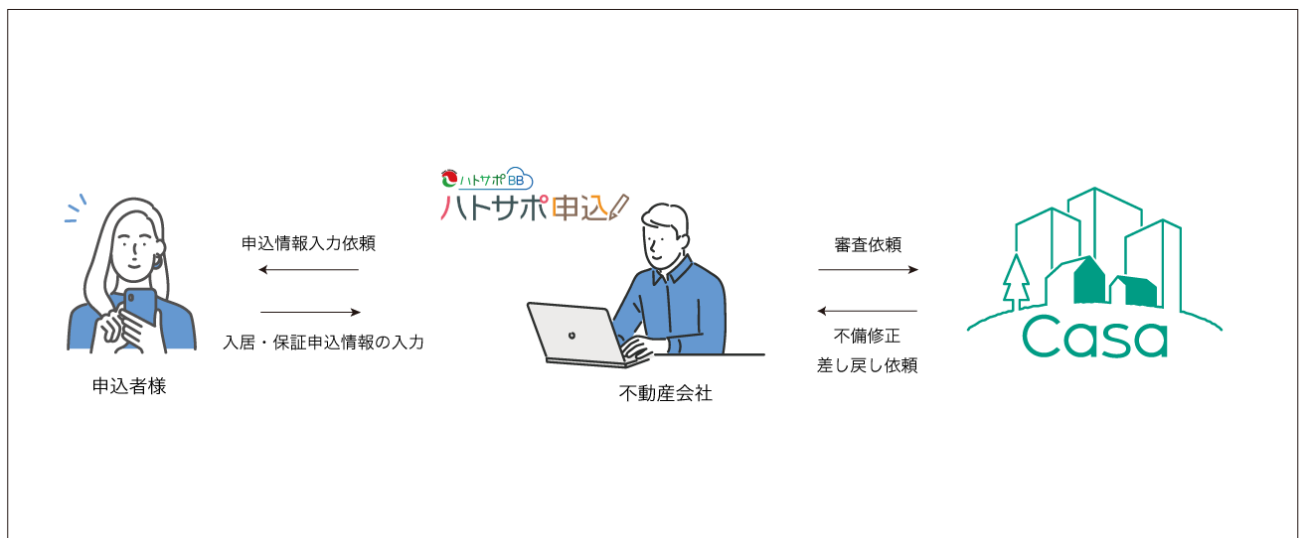 ハトサポBB
ハトサポ申込
申込情報入力依頼
入居・保証申込情報の入力
申込者様
不動産会社
審査依頼
不備修正
差し戻し依頼
Casa